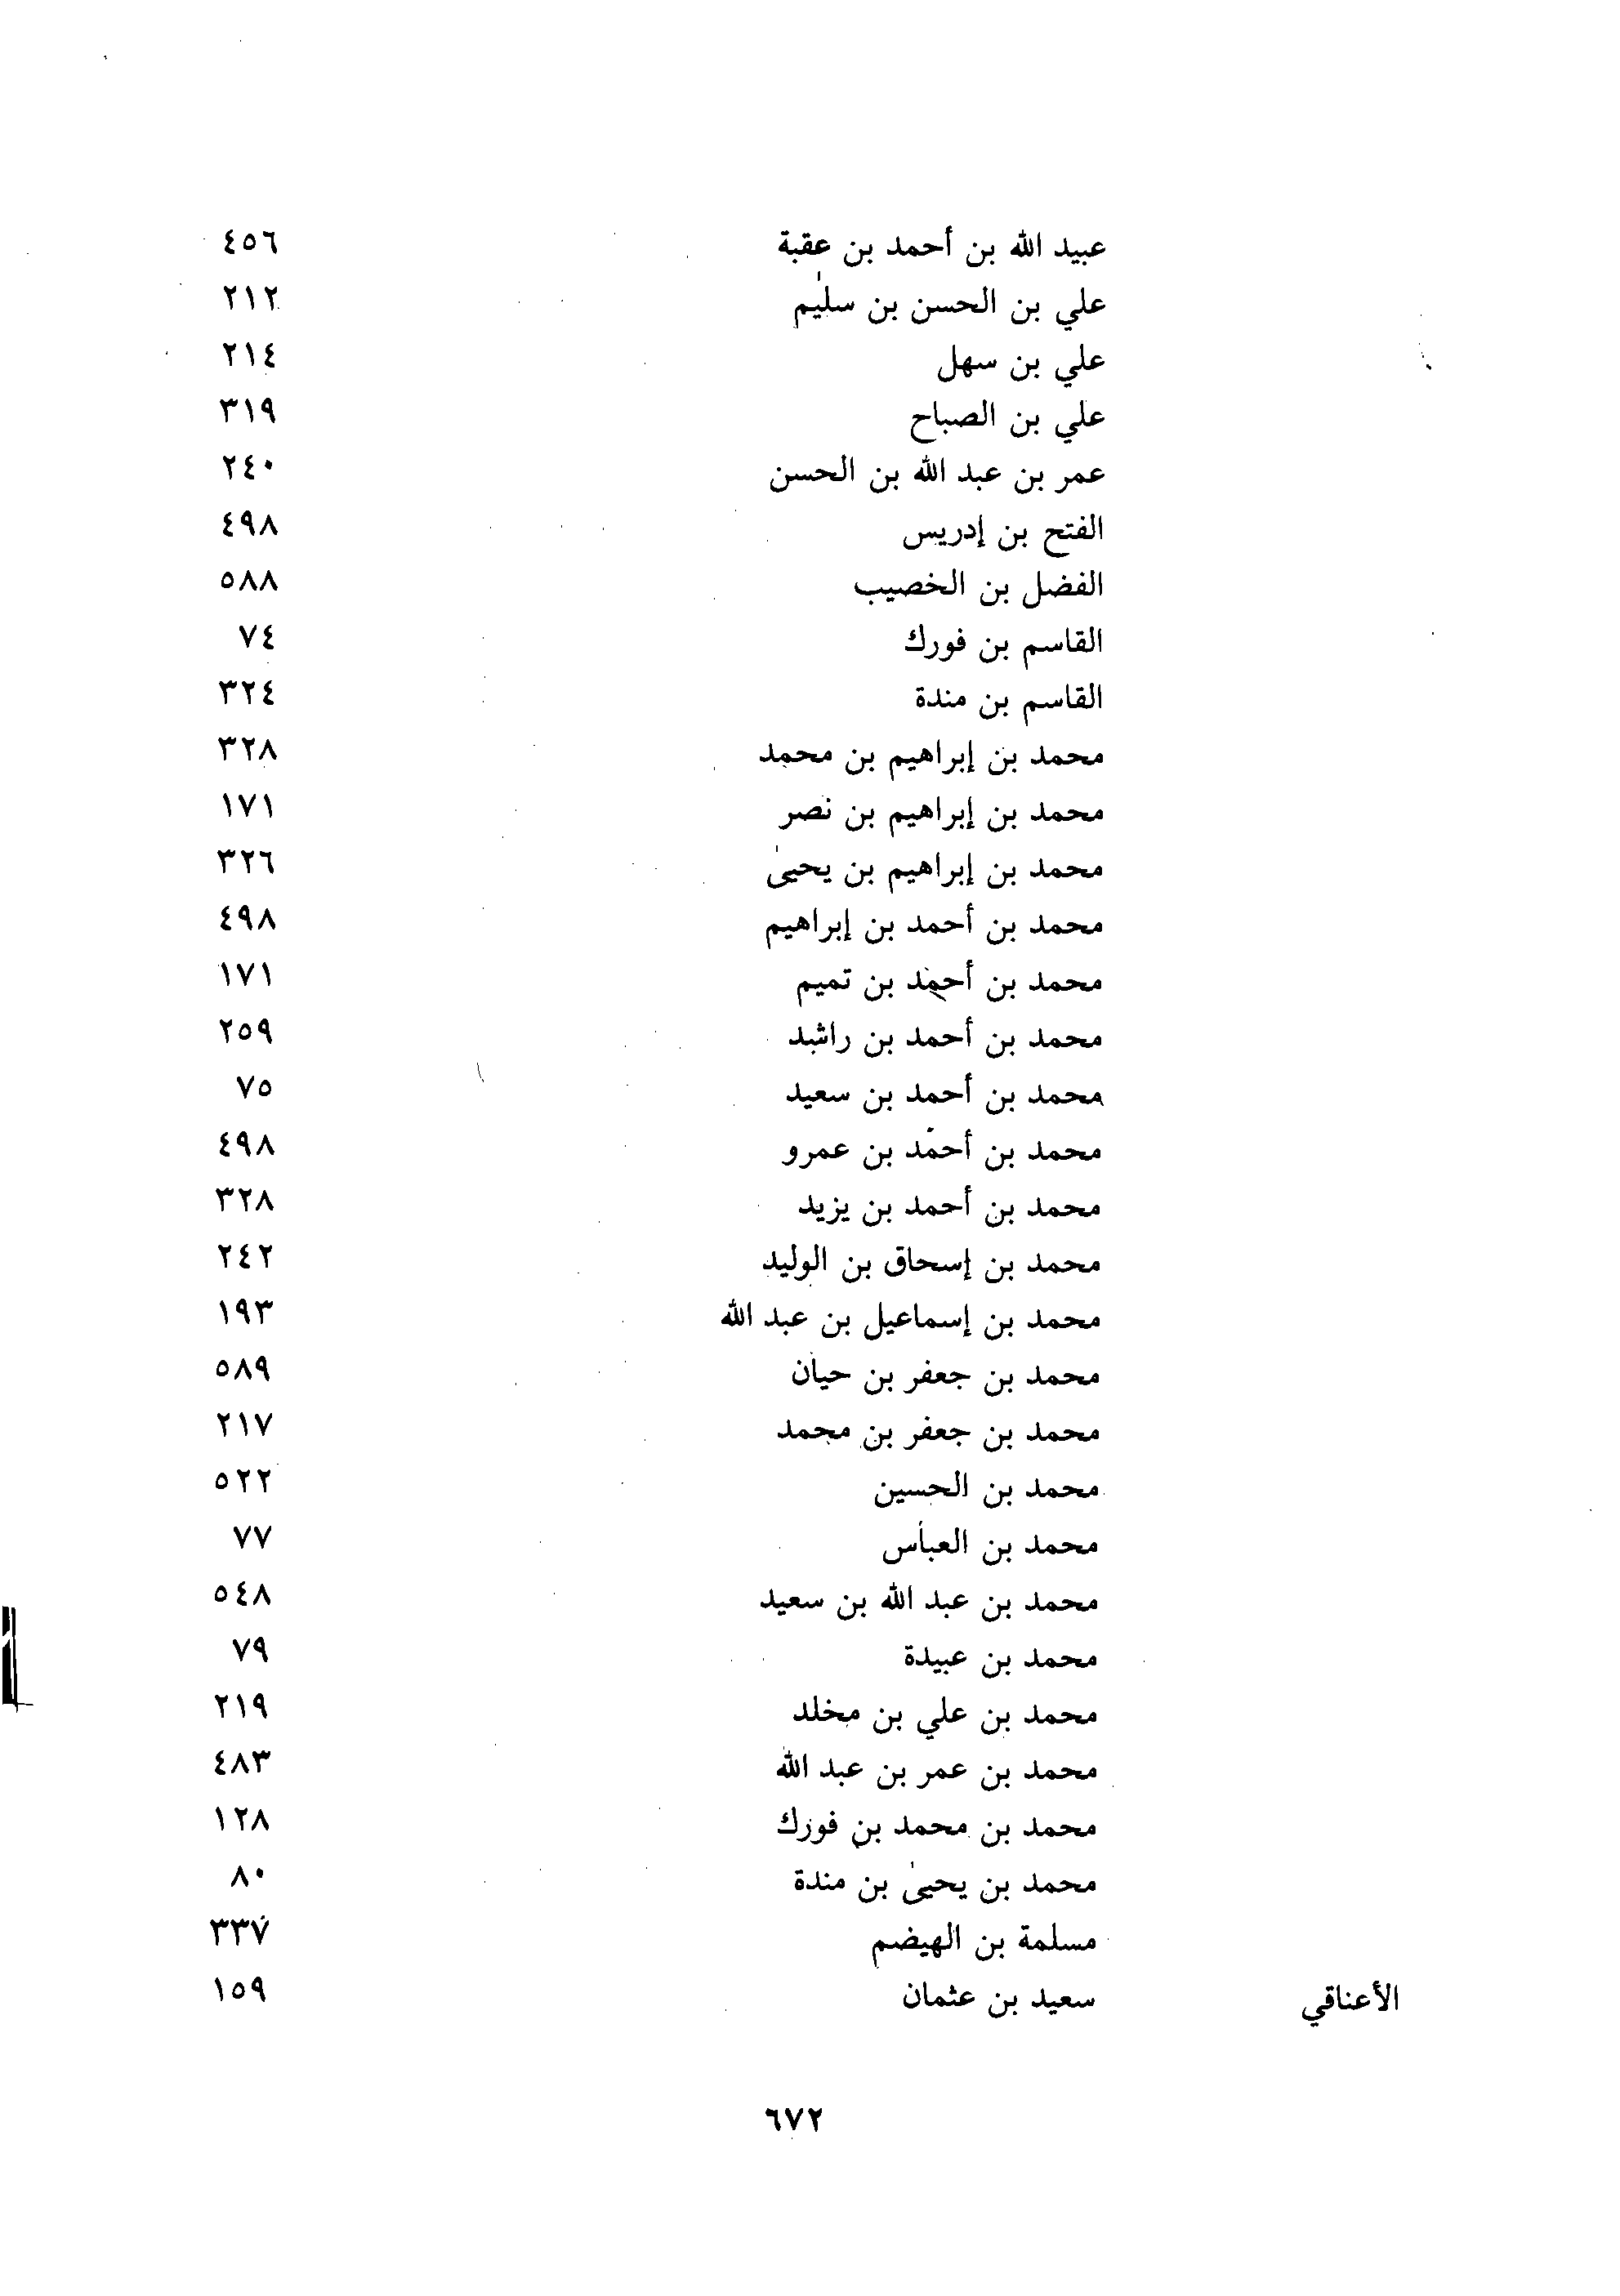 عبيد الله بن أحمد بن عقبة ٤٥٦
علي بن الحسن بن سليم ٢١٢
علي بن سهل ٢١٤
علي بن الصباح ٣١٩
عمر بن عبد الله بن الحسن ٢٤٠
الفتح بن إدريس ٤٩٨
الفضل بن الخصيب ٥٨٨
القاسم بن فورك ٧٤
القاسم بن مندة ٣٢٤
محمد بن إبراهيم بن محمد ٣٢٨
محمد بن إبراهيم بن نصر ١٧١
محمد بن إبراهيم بن يحيىٰ ٣٢٦
محمد بن أحمد بن إبراهيم ٤٩٨
محمد بن أحمد بن تميم ١٧١
محمد بن أحمد بن راشد ٢٥٩
محمد بن أحمد بن سعيد ٧٥
محمد بن أحمد بن عمرو ٤٩٨
محمد بن أحمد بن يزيد ٣٢٨
محمد بن إسحاق بن الوليد ٢٤٢
محمد بن إسماعيل بن عبد الله ١٩٣
محمد بن جعفر بن حيان ٥٨٩
محمد بن جعفر بن محمد ٢١٧
محمد بن الحسين ٥٢٢
محمد بن العباس ٧٧
محمد بن عبد الله بن سعيد ٥٤٨
محمد بن عبيدة ٧٩
محمد بن علي بن مخلد ٢١٩
محمد بن عمر بن عبد الله ٤٨٣
محمد بن محمد بن فورك ١٢٨
محمد بن يحيىٰ بن مندة ٨٠
مسلمة بن الهيضم ٣٣٧
الأعناقي سعيد بن عثمان ١٥٩
٦٧٢